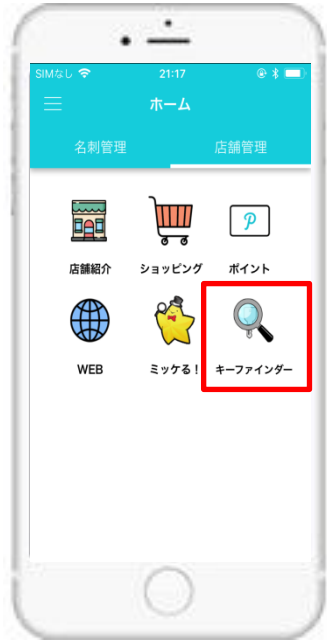 SIMなし 21:17
ホーム
名刺管理 店舗管理
P
店舗紹介 ショッピング ポイント
WEB ミッケる! キーファインダー